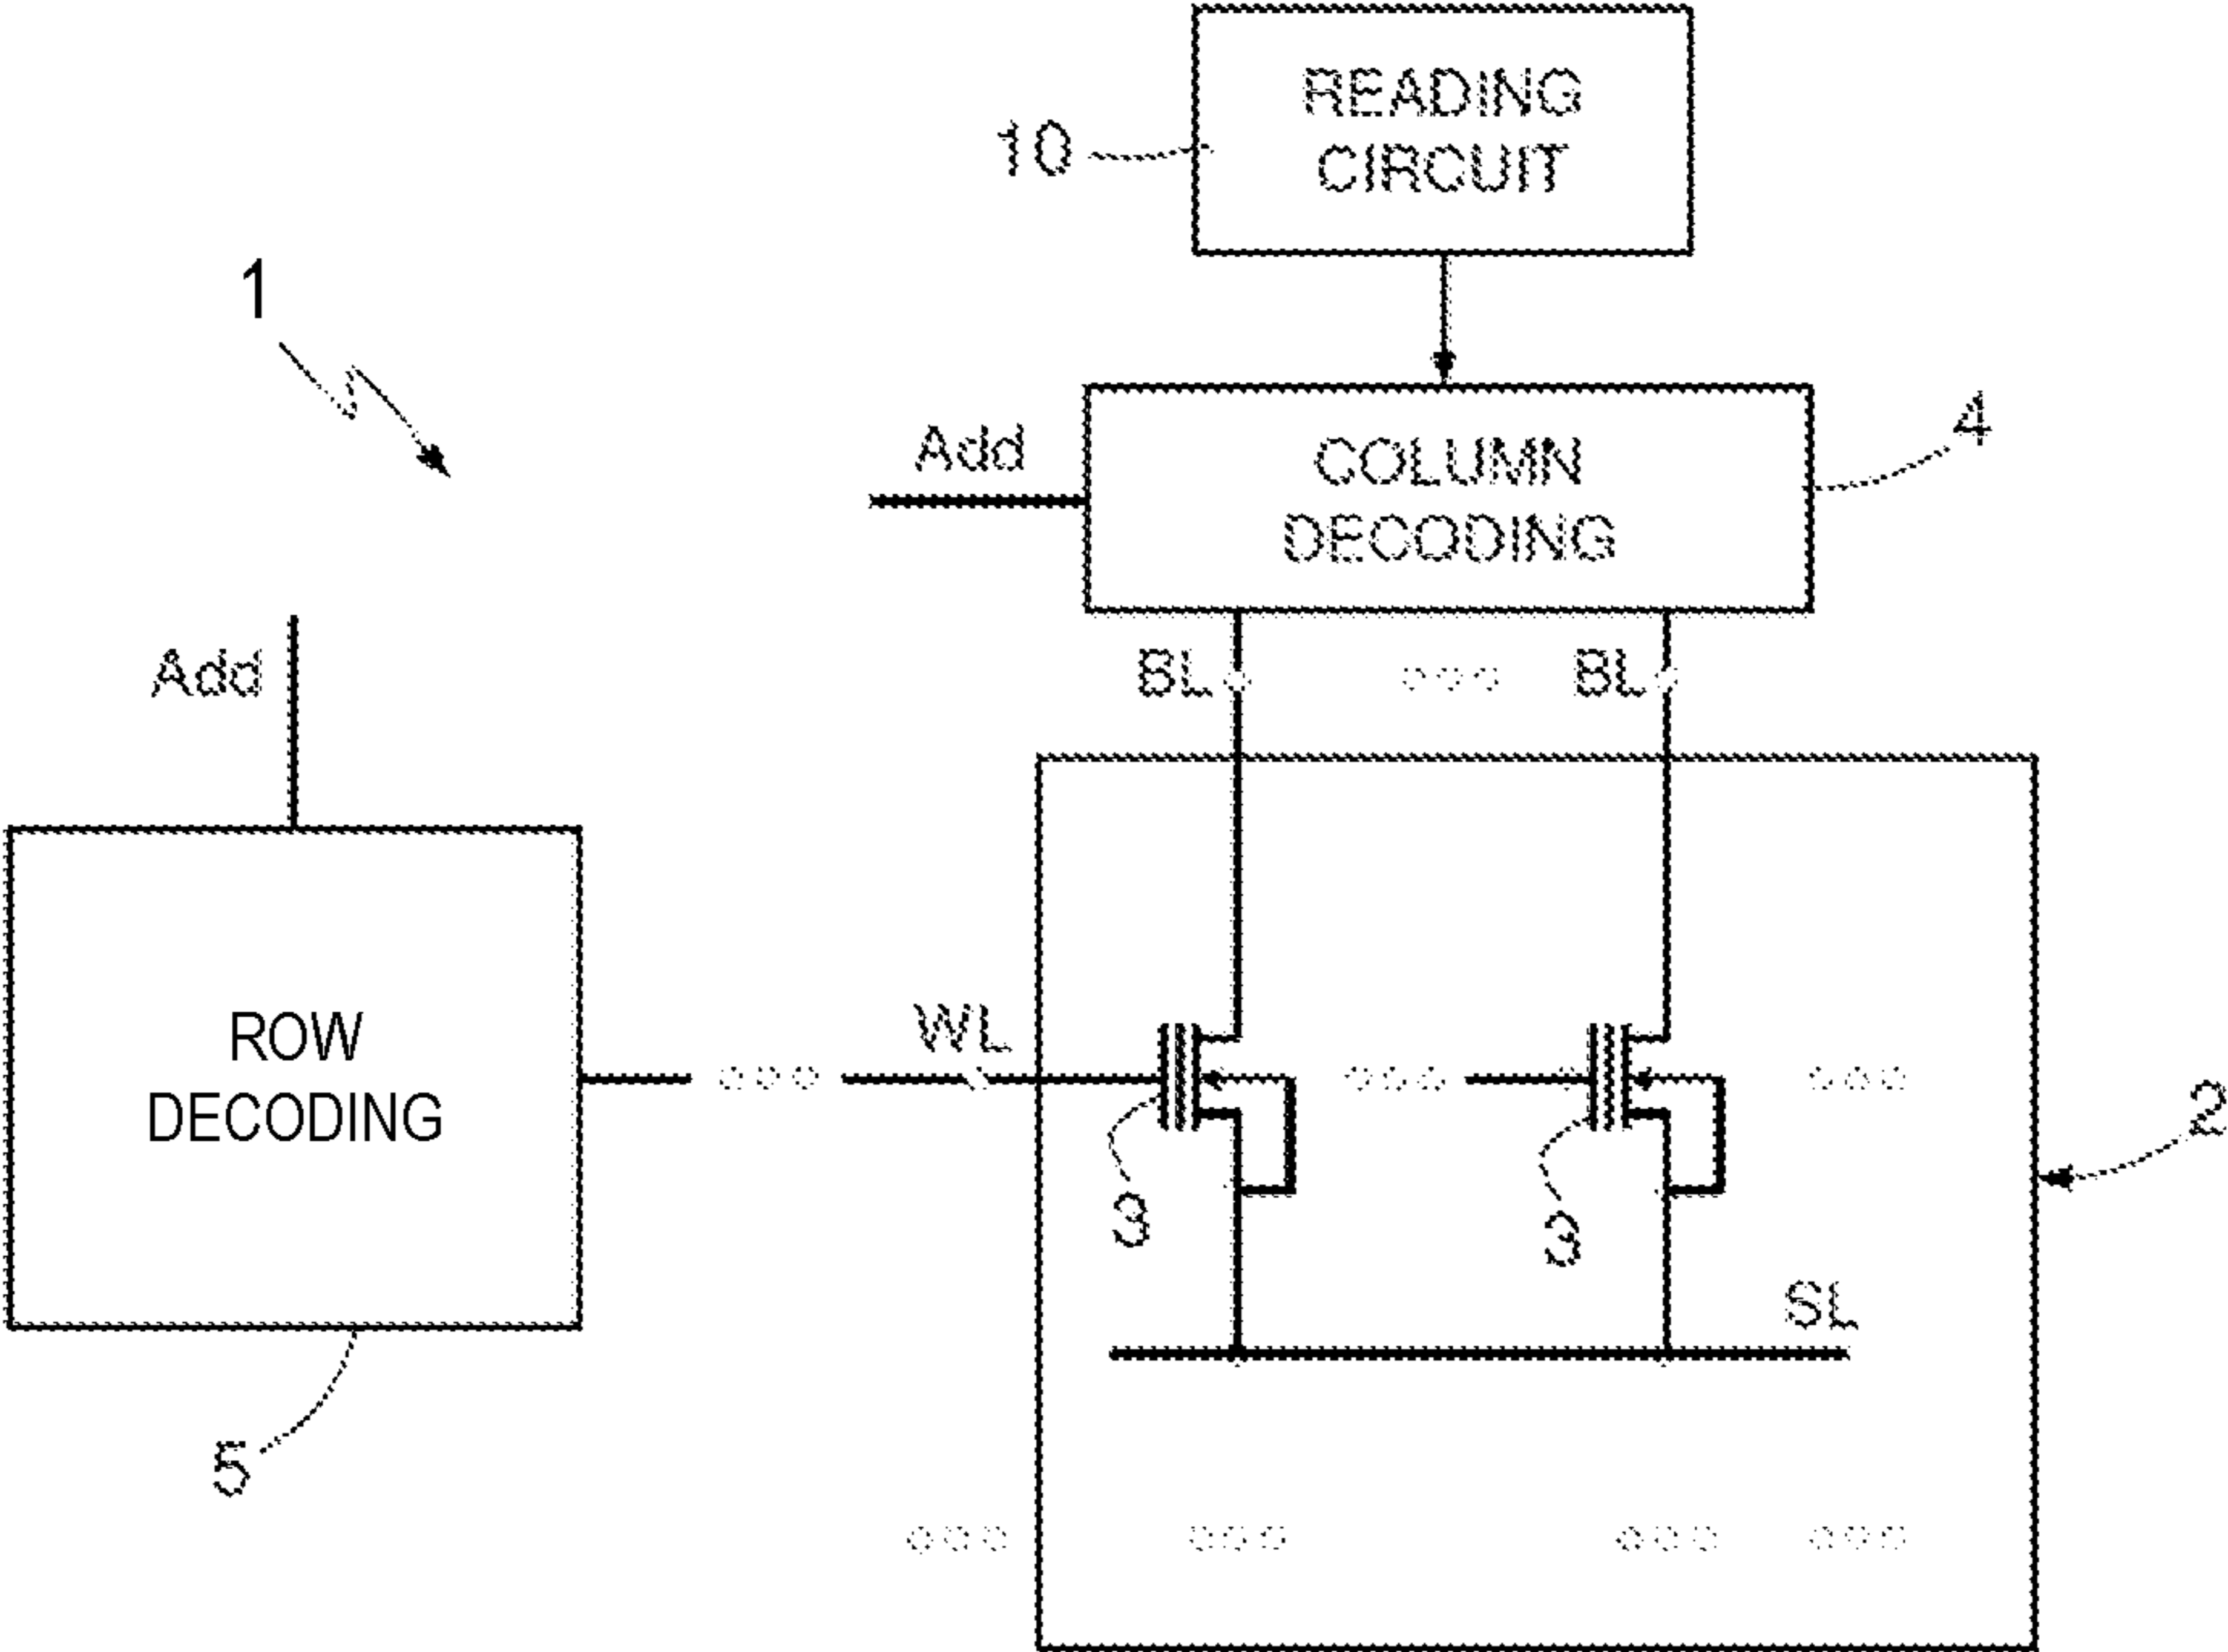 READING
CIRCUIT
10
1
Add
COLUMN
DECODING
4
Add
BL
BL
ROW
DECODING
WL
2
3
3
SL
5